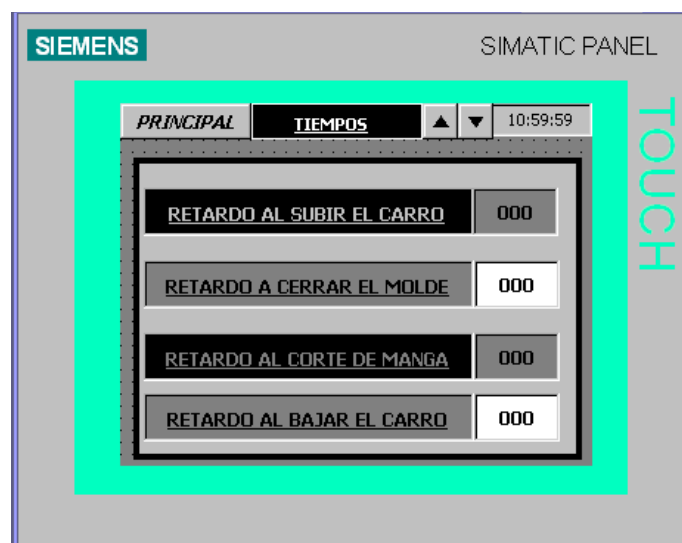 SIEMENS
SIMATIC PANEL
TOUCH
PRINCIPAL TIEMPOS 10:59:59
RETARDO AL SUBIR EL CARRO 000
RETARDO A CERRAR EL MOLDE 000
RETARDO AL CORTE DE MANGA 000
RETARDO AL BAJAR EL CARRO 000